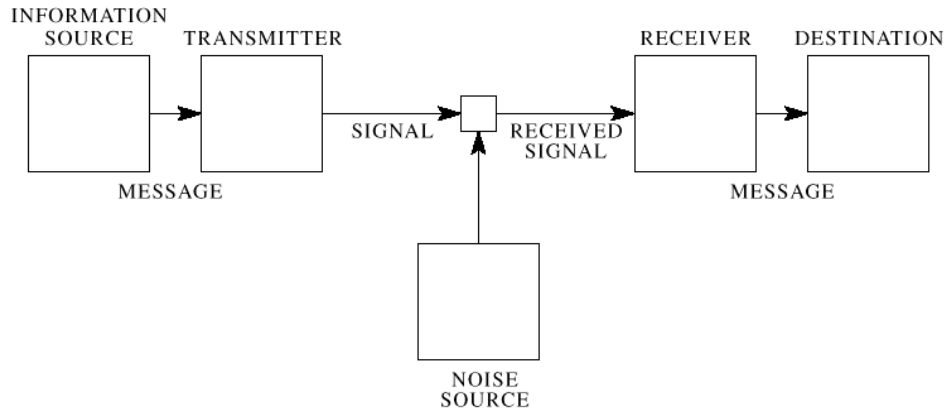 INFORMATION
SOURCE
TRANSMITTER
RECEIVER
DESTINATION
SIGNAL
RECEIVED
SIGNAL
MESSAGE
MESSAGE
NOISE
SOURCE